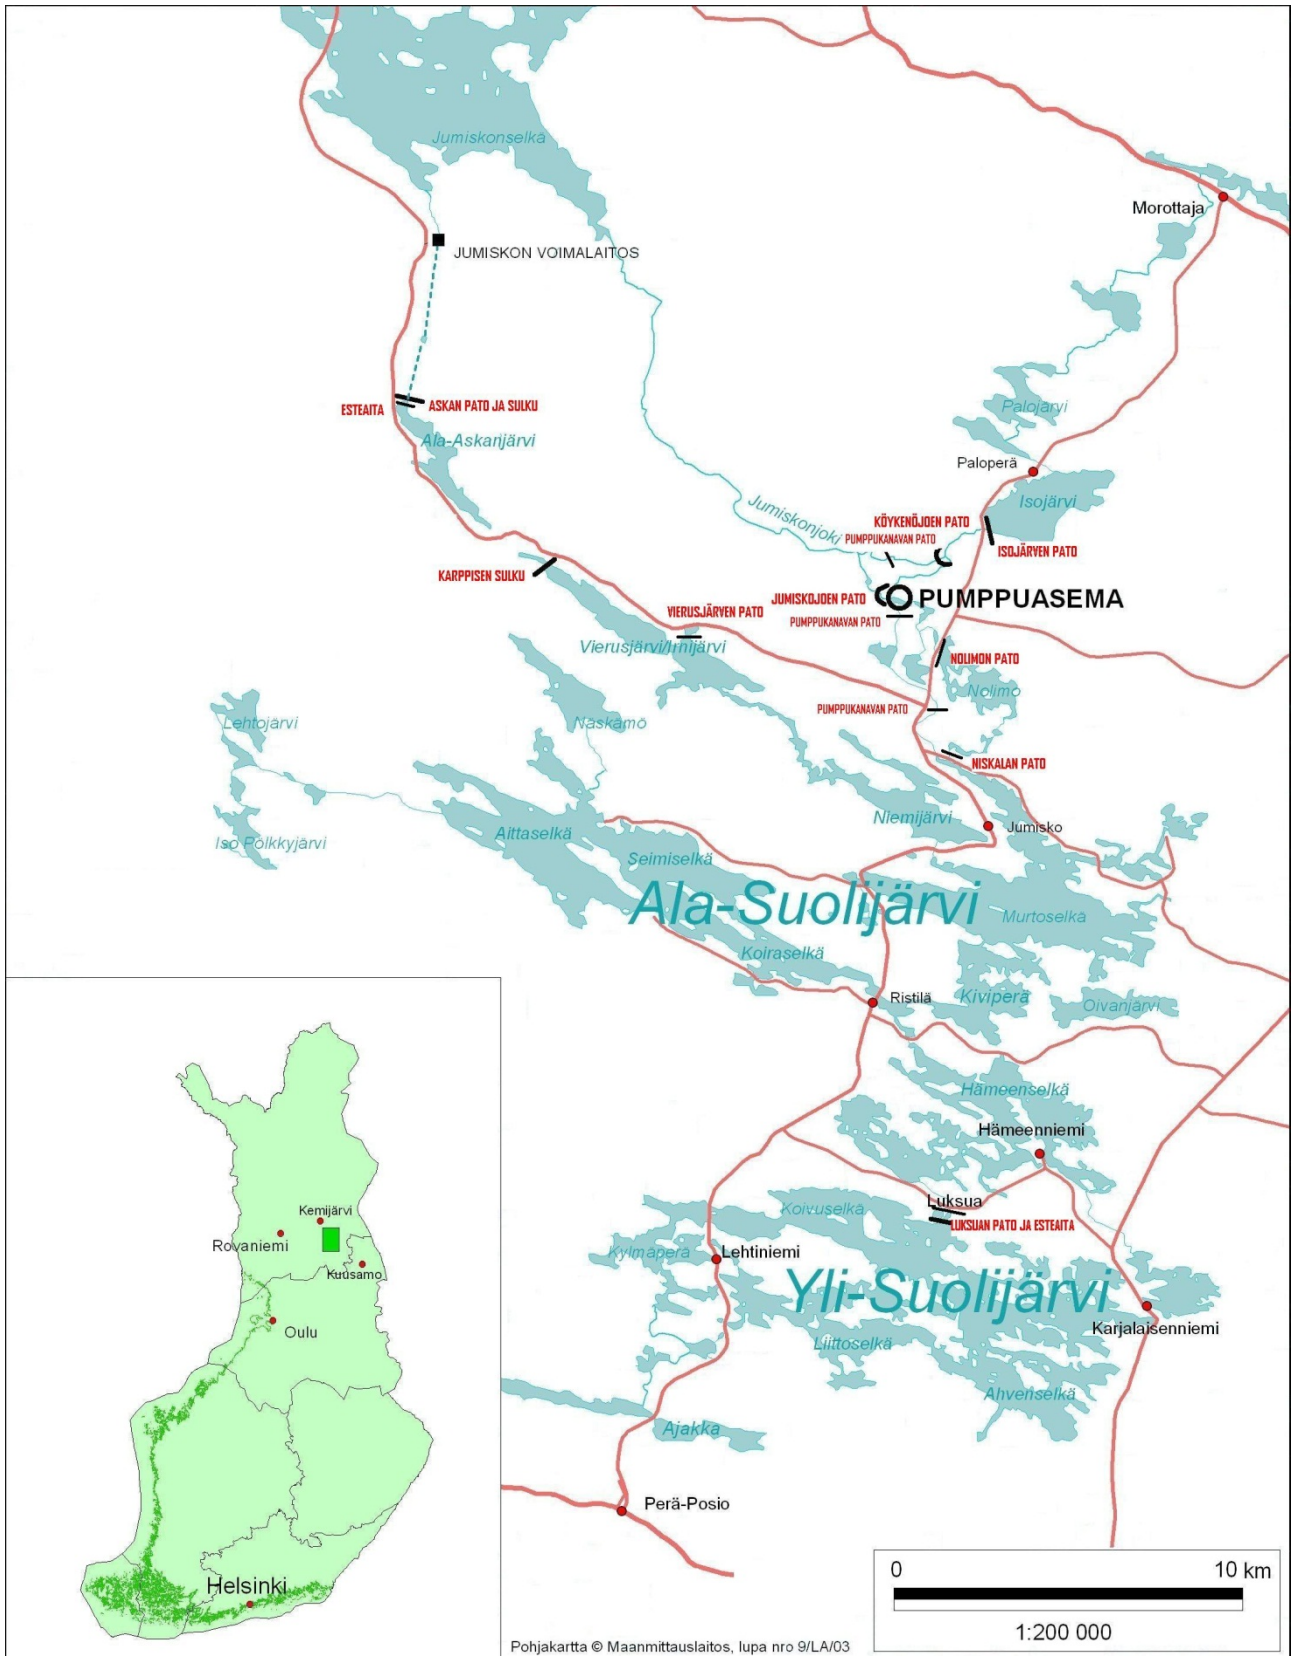 Jumiskonselkä
Morottaja
JUMISKON VOIMALAITOS
ESTEAITA
ASKAN PATO JA SULKU
Ala-Askanjärvi
Palojärvi
Paloperä
Isojärvi
Jumiskonjoki
KÖYKENÖJOEN PATO
PUMPPUKANAVAN PATO
ISOJÄRVEN PATO
KARPPISEN SULKU
JUMISKOJOEN PATO
PUMPPUASEMA
VIERUSJÄRVEN PATO
PUMPPUKANAVAN PATO
Vierusjärvi/Irnijärvi
NOLIMON PATO
Nolimo
Lehtojärvi
Näskämö
PUMPPUKANAVAN PATO
NISKALAN PATO
Niemijärvi
Jumisko
Aittaselkä
Iso Pölkkyjärvi
Seimiselkä
Ala-Suolijärvi
Murtoselkä
Koiraselkä
Ristilä
Kiviperä
Oivanjärvi
Hämeenselkä
Hämeenniemi
Luksua
Koivuselkä
LUKSUAN PATO JA ESTEAITA
Kylmäperä
Lehtiniemi
Yli-Suolijärvi
Karjalaisenniemi
Liittoselkä
Ahvenselkä
Ajakka
Perä-Posio
Kemijärvi
Rovaniemi
Kuusamo
Oulu
Helsinki
0 10 km
1:200 000
Pohjakartta © Maanmittauslaitos, lupa nro 9/LA/03